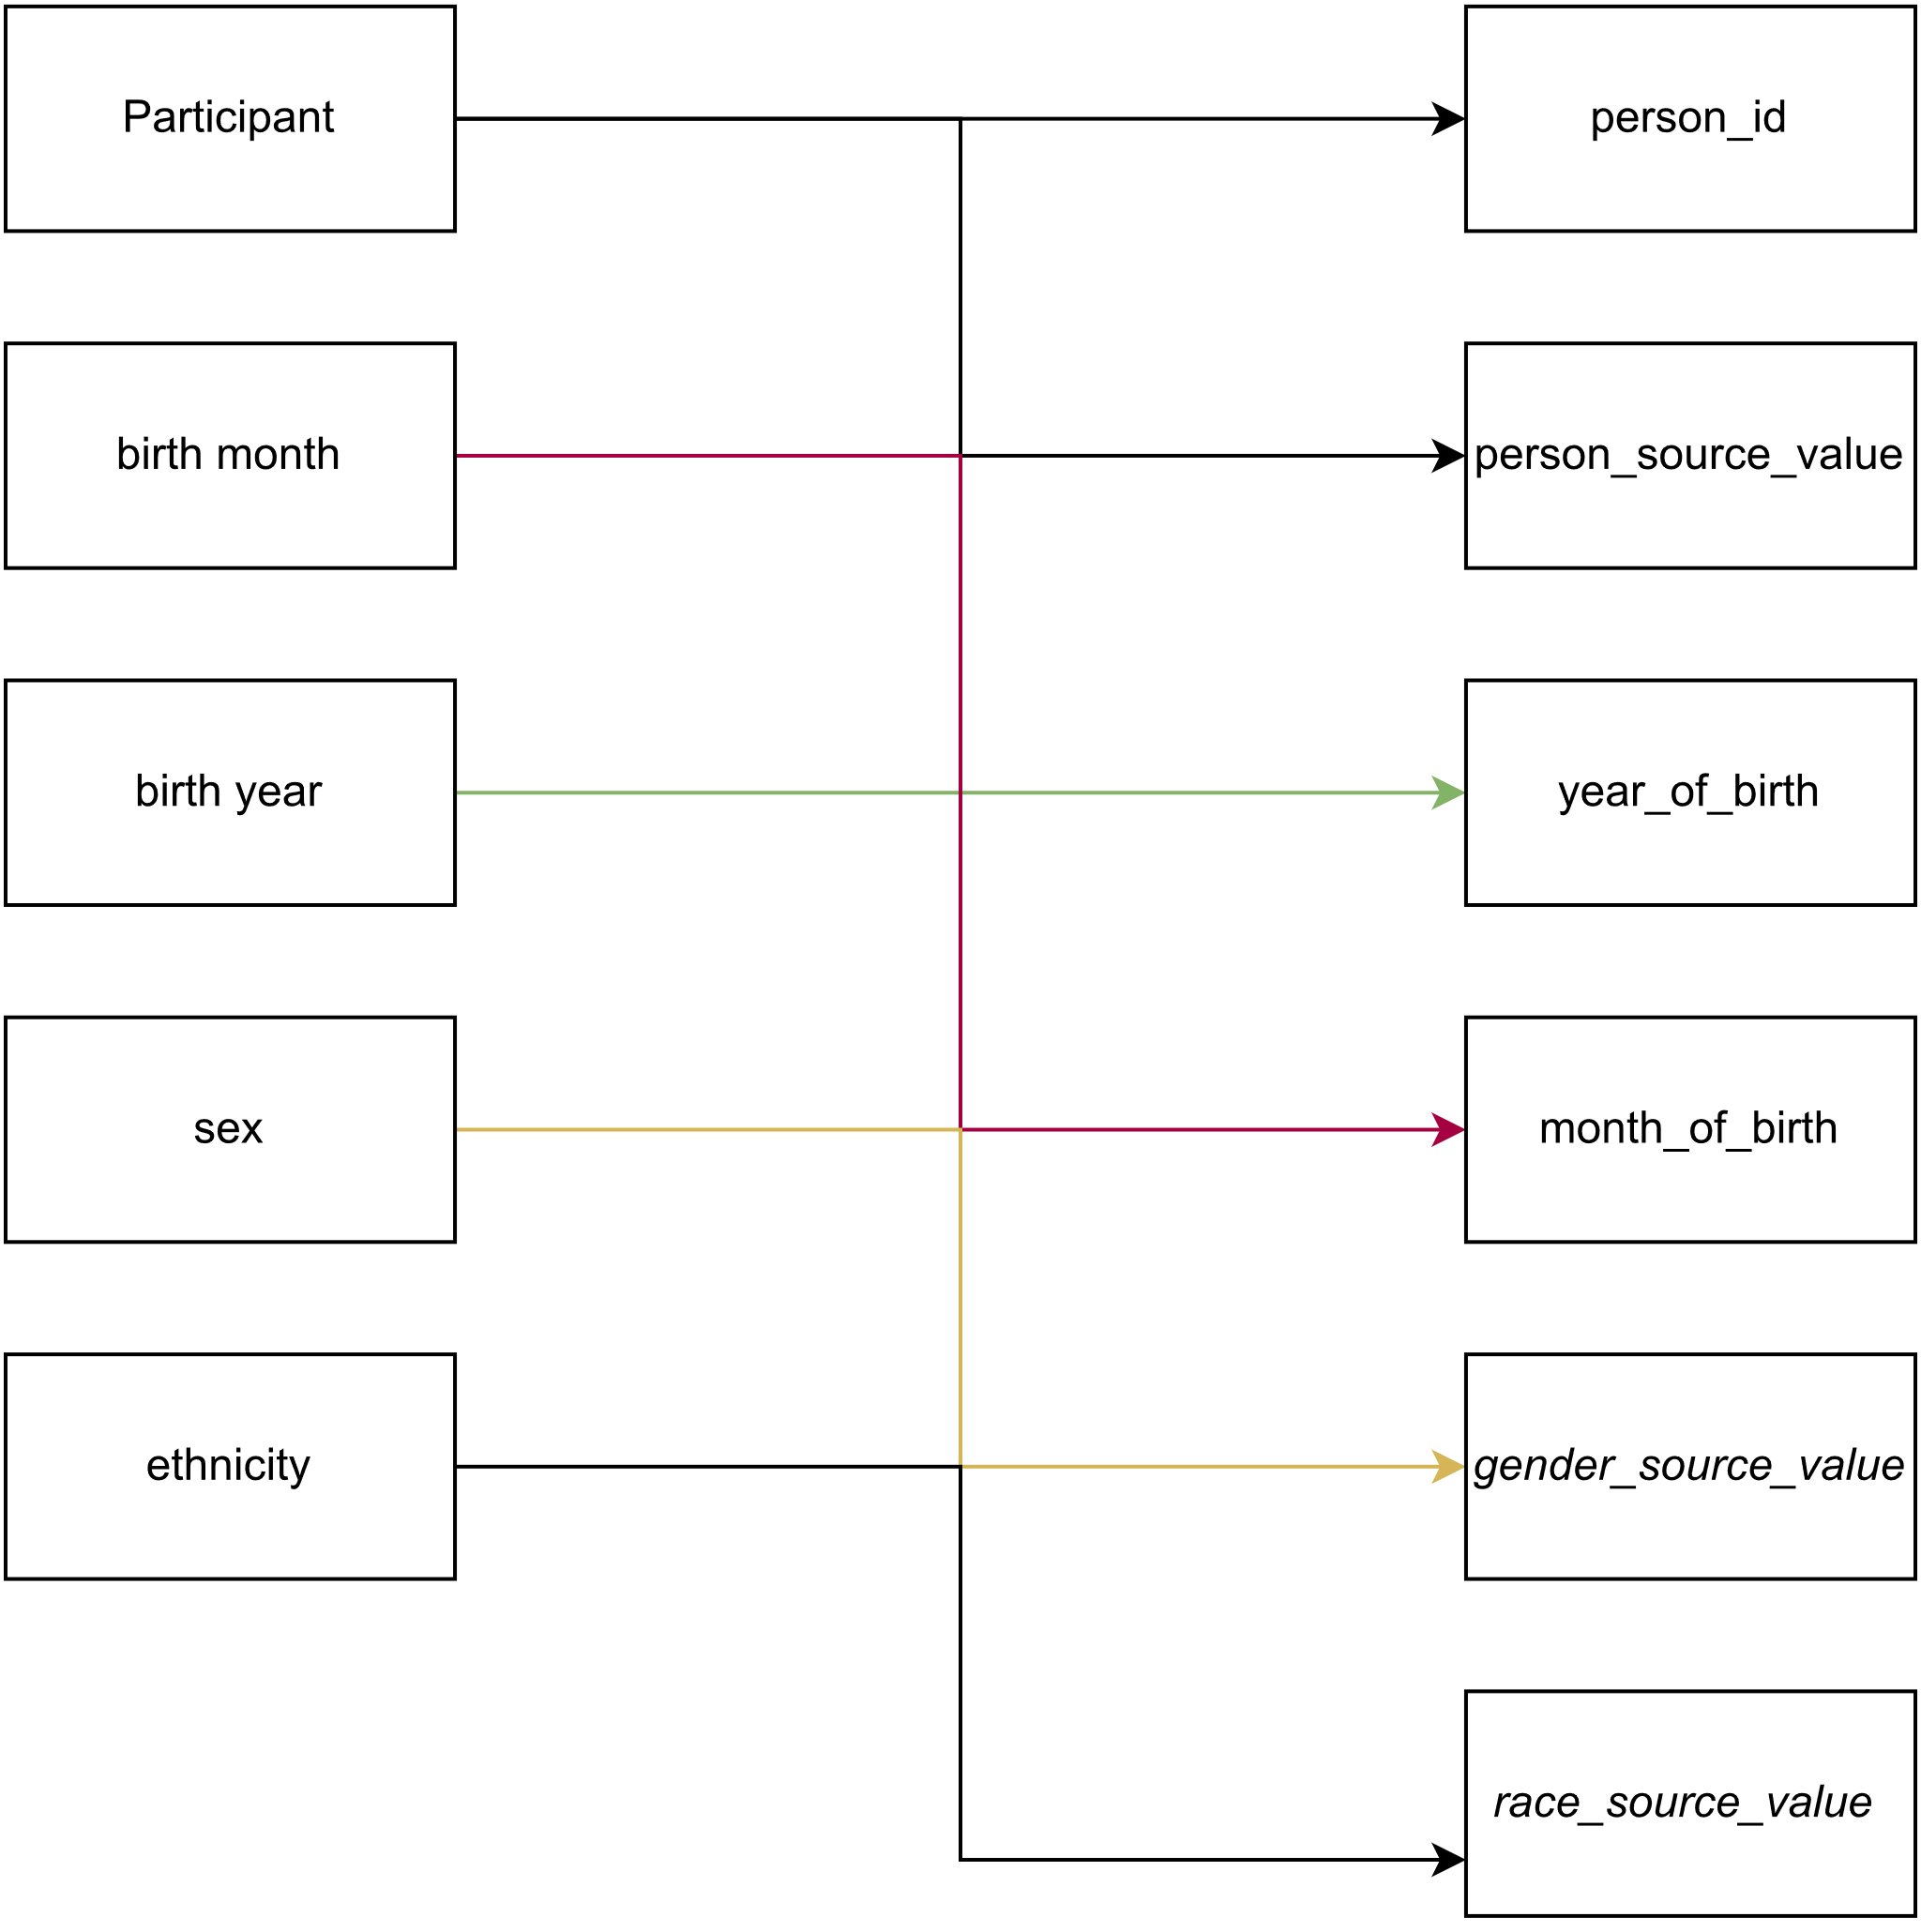 Participant
person_id
birth month
person_source_value
birth year
year_of_birth
sex
month_of_birth
ethnicity
gender_source_value
race_source_value